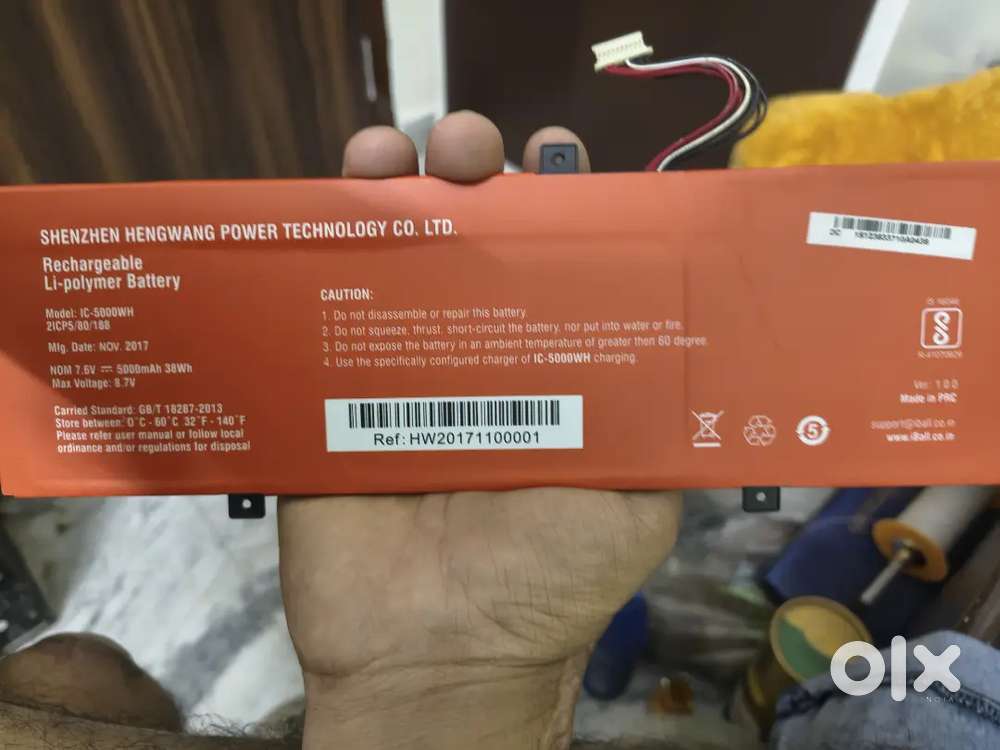 SHENZHEN HENGWANG POWER TECHNOLOGY CO. LTD.
Rechargeable
Li-polymer Battery
Model: IC-5000WH
2ICP5/80/188
Mfg. Date: NOV. 2017
NOM 7.6V ⎓ 5000mAh 38Wh
Max Voltage: 8.7V
Carried Standard: GB/T 18287-2013
Store between: 0°C - 60°C 32°F - 140°F
Please refer user manual or follow local
ordinance and/or regulations for disposal
CAUTION:
1. Do not disassemble or repair this battery.
2. Do not squeeze, thrust, short-circuit the battery, nor put into water or fire.
3. Do not expose the battery in an ambient temperature of greater then 60 degree.
4. Use the specifically configured charger of IC-5000WH charging.
Ref: HW20171100001
DC
IS 16046
Ver: 1.0.0
Made in PRC
5
support@iball.co.in
www.iBall.co.in
olx
INDIA